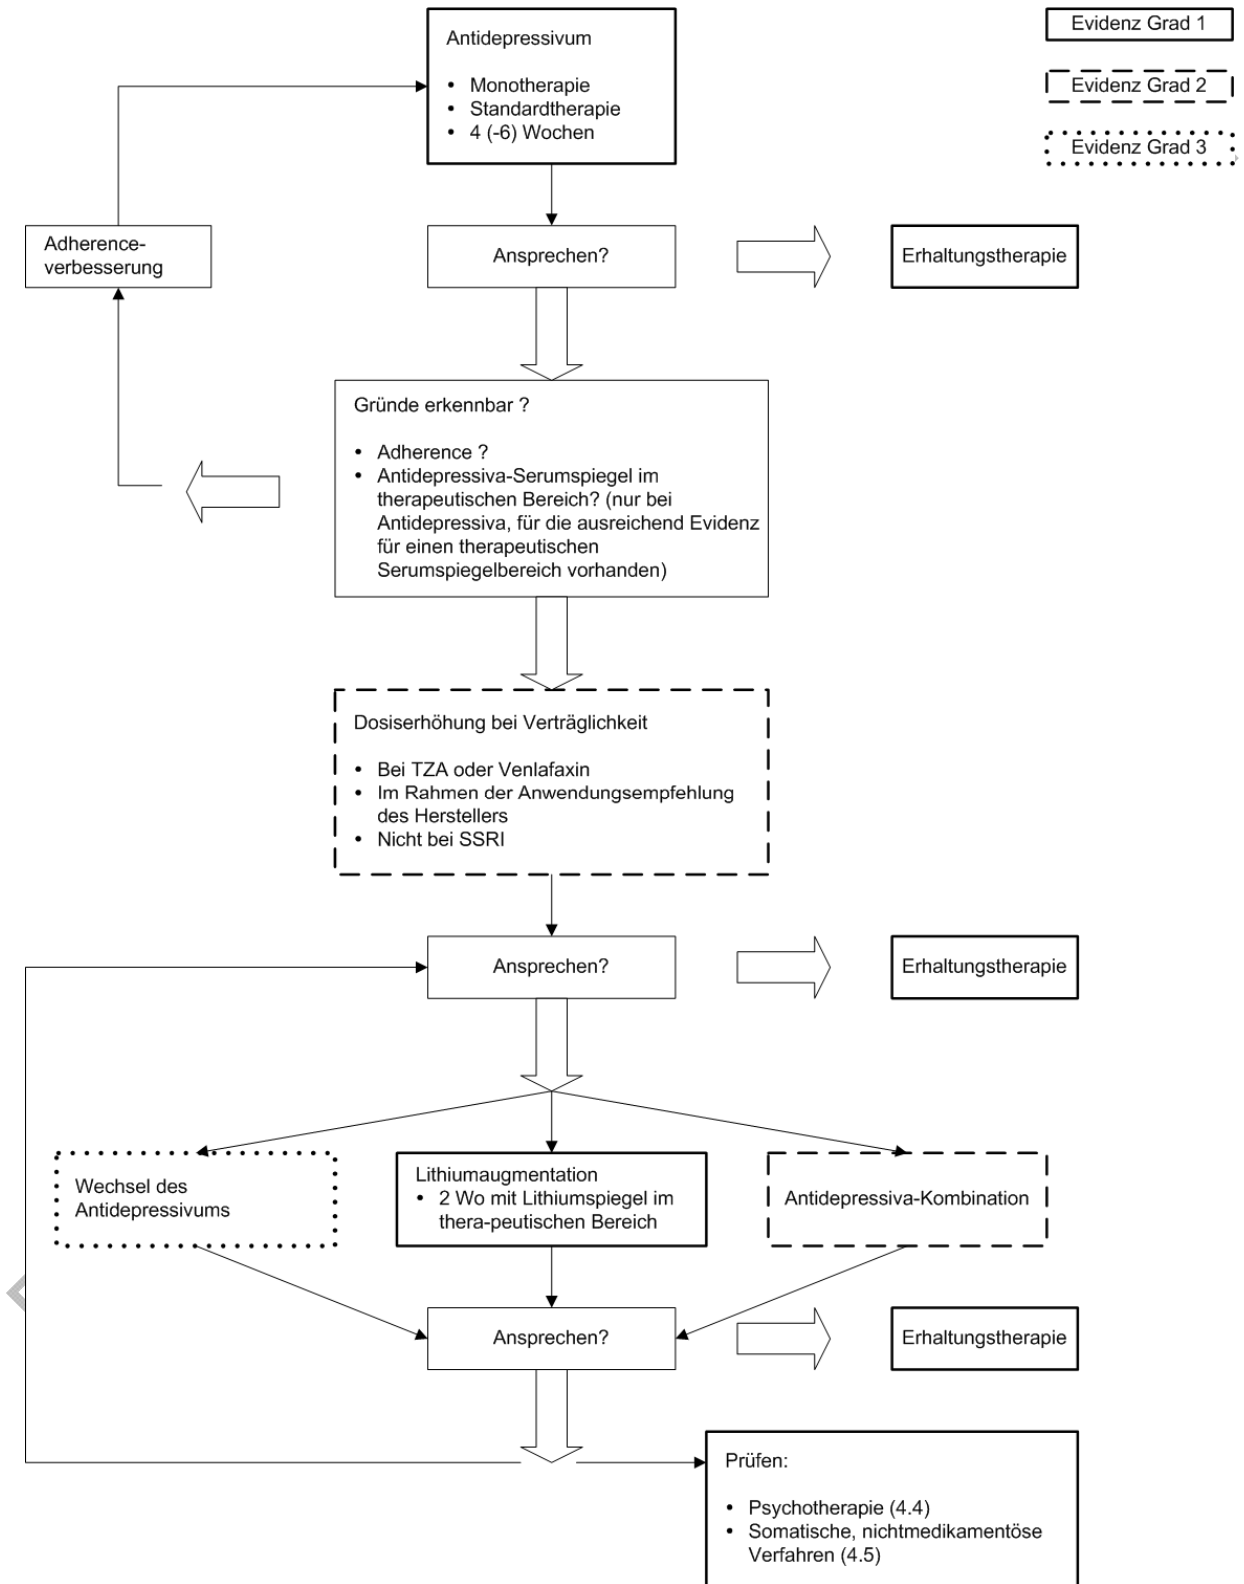 Antidepressivum
• Monotherapie
• Standardtherapie
• 4 (-6) Wochen
Evidenz Grad 1
Evidenz Grad 2
Evidenz Grad 3
Adherence-
verbesserung
Ansprechen?
Erhaltungstherapie
Gründe erkennbar ?
• Adherence ?
• Antidepressiva-Serumspiegel im
therapeutischen Bereich? (nur bei
Antidepressiva, für die ausreichend Evidenz
für einen therapeutischen
Serumspiegelbereich vorhanden)
Dosiserhöhung bei Verträglichkeit
• Bei TZA oder Venlafaxin
• Im Rahmen der Anwendungsempfehlung
des Herstellers
• Nicht bei SSRI
Ansprechen?
Erhaltungstherapie
Wechsel des
Antidepressivums
Lithiumaugmentation
• 2 Wo mit Lithiumspiegel im
thera-peutischen Bereich
Antidepressiva-Kombination
Ansprechen?
Erhaltungstherapie
Prüfen:
• Psychotherapie (4.4)
• Somatische, nichtmedikamentöse
Verfahren (4.5)